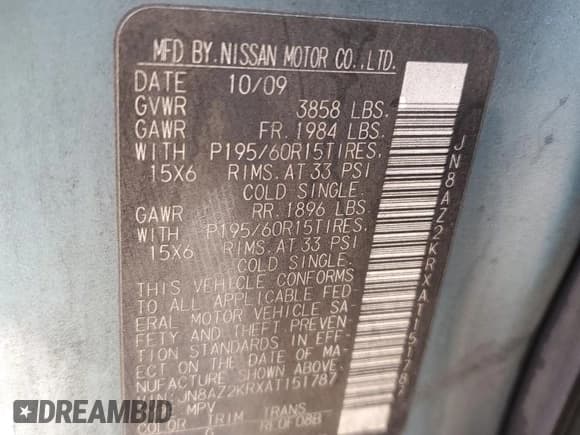 MFD BY.NISSAN MOTOR CO.,LTD.
DATE 10/09
GVWR 3858 LBS.
GAWR FR.1984 LBS.
WITH P195/60R15TIRES,
15X6 RIMS.AT 33 PSI
COLD SINGLE.
GAWR RR.1896 LBS.
WITH P195/60R15TIRES,
15X6 RIMS.AT 33 PSI
COLD SINGLE.
THIS VEHICLE CONFORMS
TO ALL APPLICABLE FED
ERAL MOTOR VEHICLE SA-
FETY AND THEFT PREVEN-
TION STANDARDS IN EFF-
ECT ON THE DATE OF MA-
NUFACTURE SHOWN ABOVE.
JN8AZ2KRXAT151787
MPV
COLOR TRIM TRANS
G RE0F08B
JN8AZ2KRXAT151787
RIDESAFELY.COM